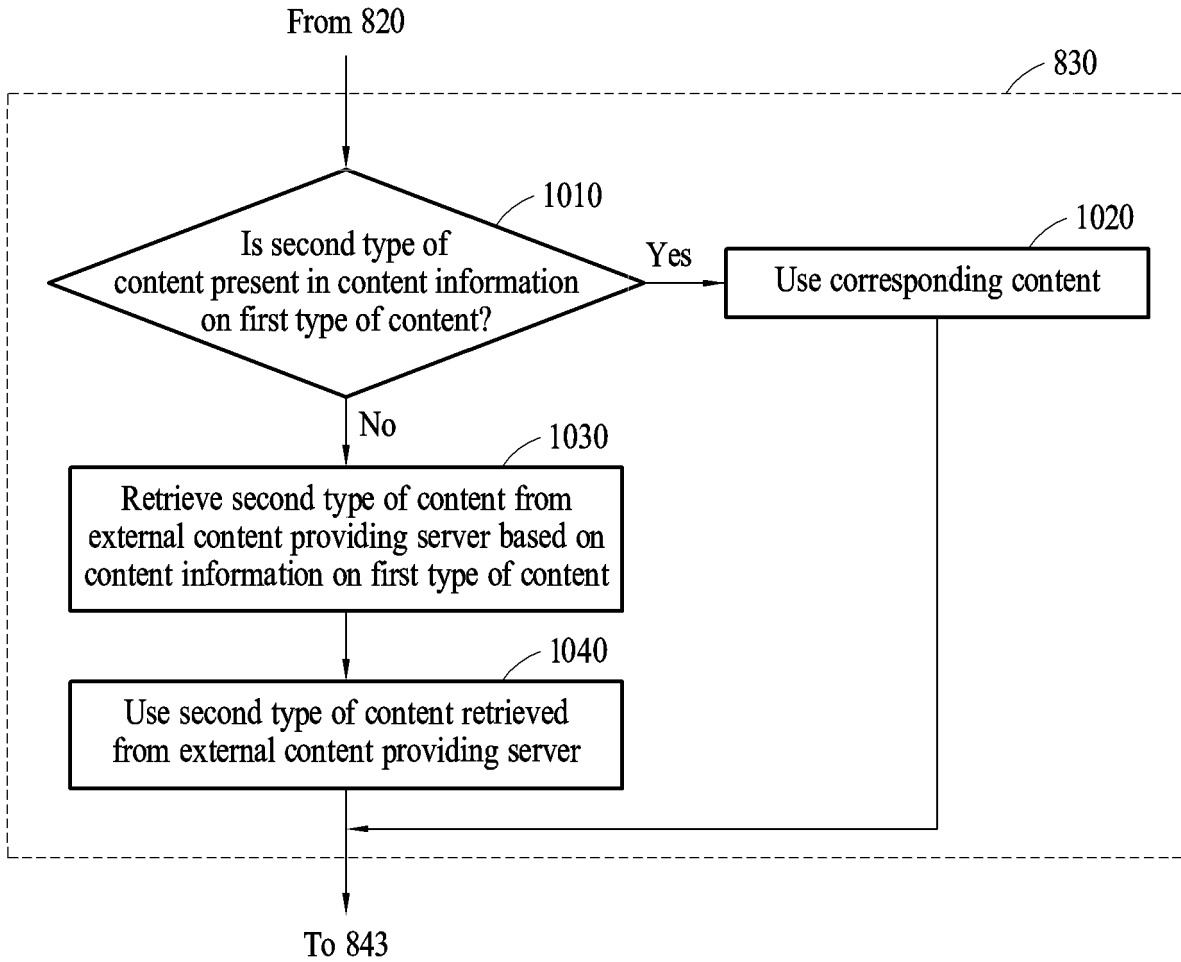 From 820
830
1010
Is second type of
content present in content information
on first type of content?
Yes
1020
Use corresponding content
No
1030
Retrieve second type of content from
external content providing server based on
content information on first type of content
1040
Use second type of content retrieved
from external content providing server
To 843